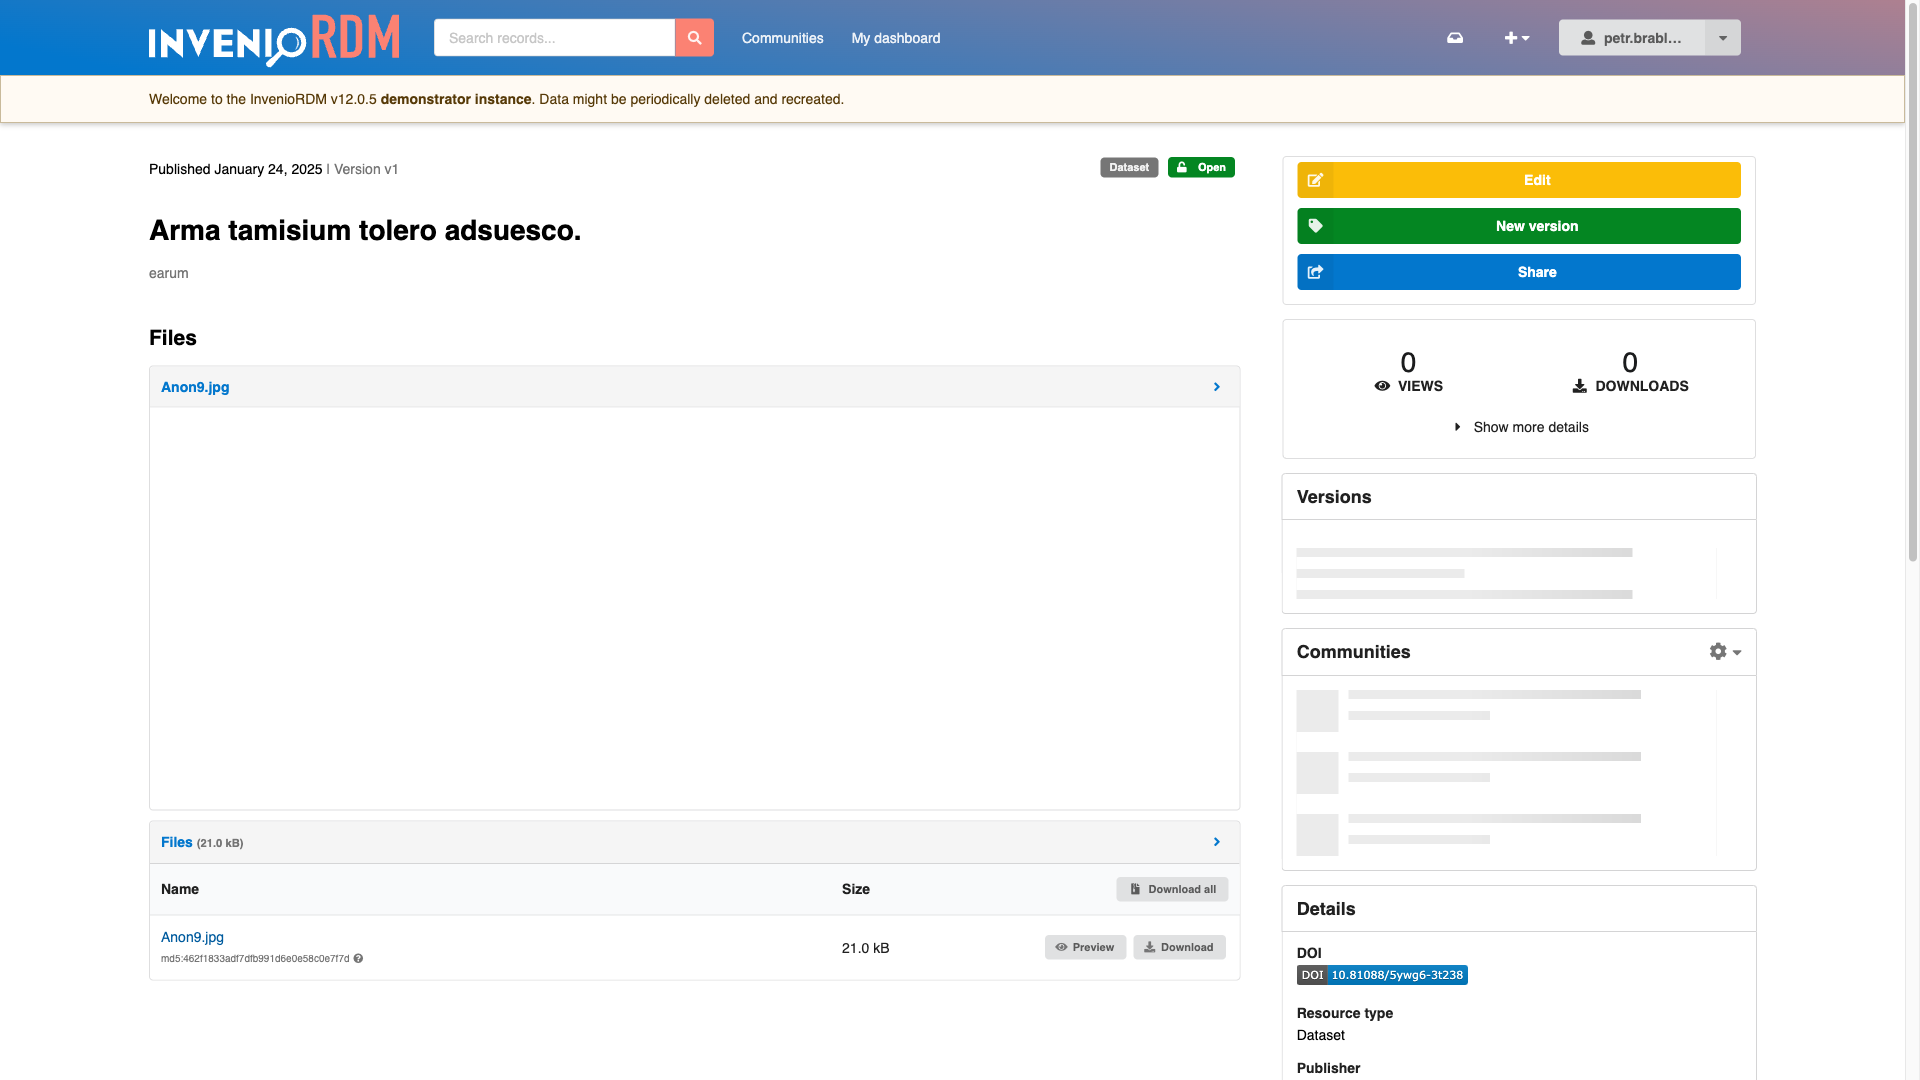 INVENIO RDM
Search records...
Communities
My dashboard
petr.brabl...
Welcome to the InvenioRDM v12.0.5 demonstrator instance. Data might be periodically deleted and recreated.
Published January 24, 2025 | Version v1
Dataset
Open
Arma tamisium tolero adsuesco.
earum
Files
Anon9.jpg
Files (21.0 kB)
Name
Size
Download all
Anon9.jpg
md5:462f1833adf7dfb991d6e0e58c0e7f7d
21.0 kB
Preview
Download
Edit
New version
Share
0
VIEWS
0
DOWNLOADS
Show more details
Versions
Communities
Details
DOI
DOI 10.81088/5ywg6-3t238
Resource type
Dataset
Publisher